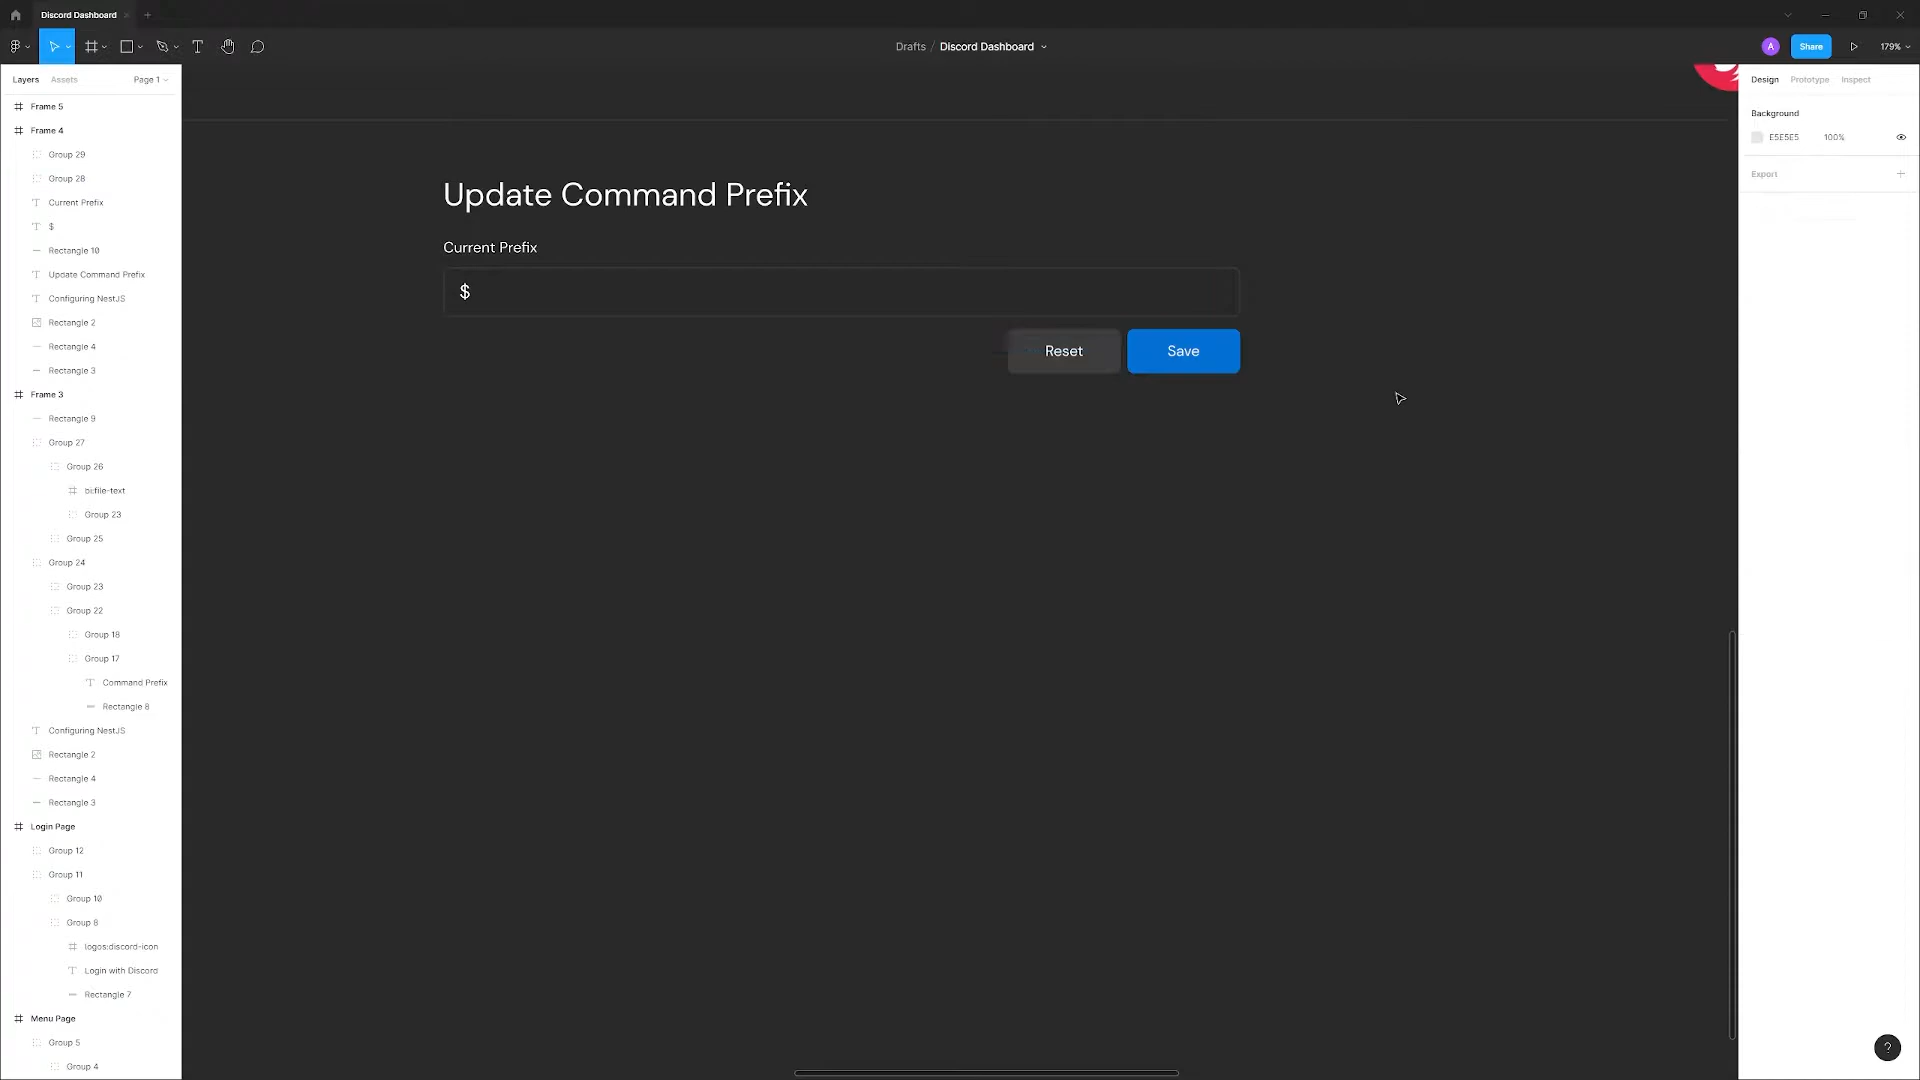 Discord Dashboard
Drafts / Discord Dashboard
A
Share
179%
Layers
Assets
Page 1
Frame 5
Frame 4
Group 29
Group 28
Current Prefix
$
Rectangle 10
Update Command Prefix
Configuring NestJS
Rectangle 2
Rectangle 4
Rectangle 3
Frame 3
Rectangle 9
Group 27
Group 26
bi:file-text
Group 23
Group 25
Group 24
Group 23
Group 22
Group 18
Group 17
Command Prefix
Rectangle 8
Configuring NestJS
Rectangle 2
Rectangle 4
Rectangle 3
Login Page
Group 12
Group 11
Group 10
Group 8
logos:discord-icon
Login with Discord
Rectangle 7
Menu Page
Group 5
Group 4
Update Command Prefix
Current Prefix
$
Reset
Save
Design
Prototype
Inspect
Background
E5E5E5
100%
Export
?